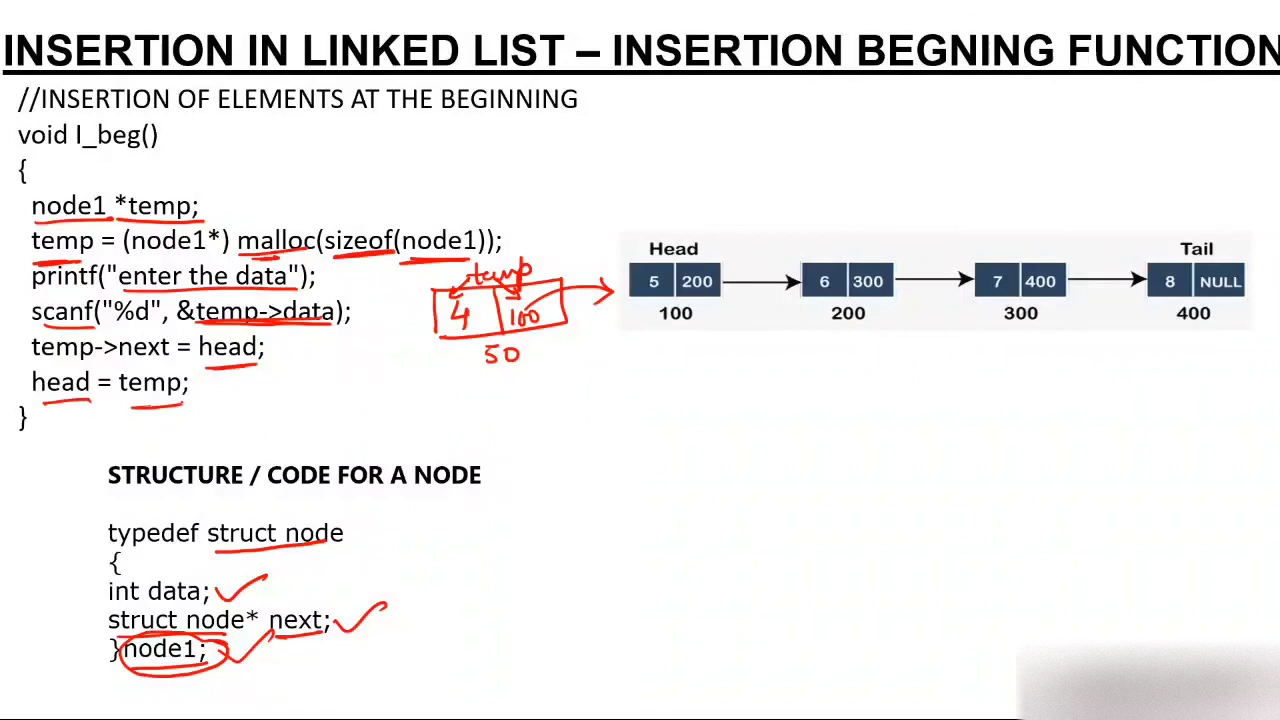 INSERTION IN LINKED LIST – INSERTION BEGNING FUNCTION
//INSERTION OF ELEMENTS AT THE BEGINNING
void I_beg()
{
node1 *temp;
temp = (node1*) malloc(sizeof(node1));
printf("enter the data");
scanf("%d", &temp->data);
temp->next = head;
head = temp;
}
temp
4 100
50
Head Tail
5 200 6 300 7 400 8 NULL
100 200 300 400
STRUCTURE / CODE FOR A NODE
typedef struct node
{
int data;
struct node* next;
}node1;